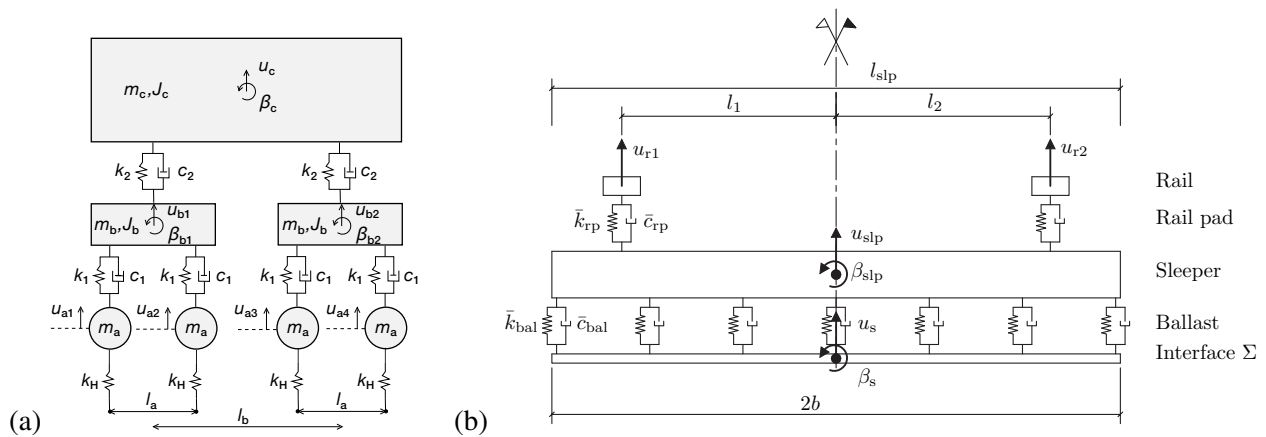 u_c
m_c,J_c
β_c
k_2 c_2 k_2 c_2
u_b1 u_b2
m_b,J_b m_b,J_b
β_b1 β_b2
k_1 c_1 k_1 c_1 k_1 c_1 k_1 c_1
u_a1 u_a2 u_a3 u_a4
m_a m_a m_a m_a
k_H k_H k_H k_H
l_a l_a
(a) l_b
l_slp
l_1 l_2
u_r1 u_r2
Rail
k̄_rp c̄_rp Rail pad
u_slp
β_slp Sleeper
k̄_bal c̄_bal u_s Ballast
Interface Σ
β_s
(b) 2b